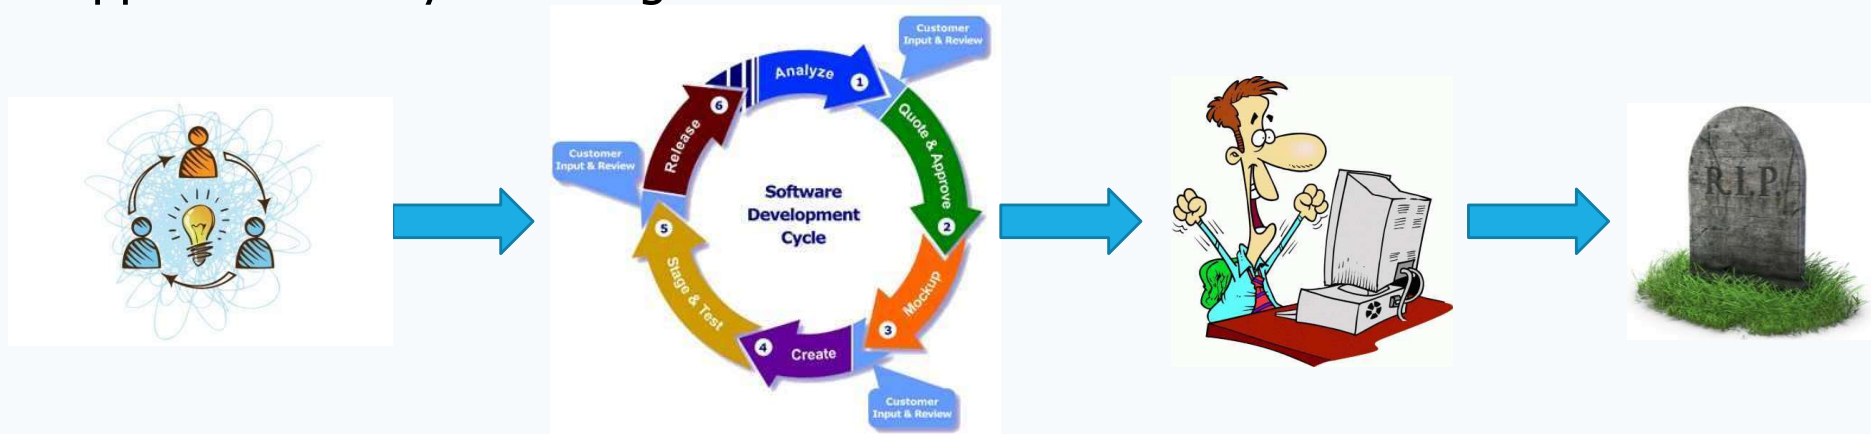 Customer
Input & Review
Analyze
1
Quote & Approve
2
Mockup
3
Customer
Input & Review
Create
4
Stage & Test
5
Customer
Input & Review
Release
6
Software
Development
Cycle
R.I.P.